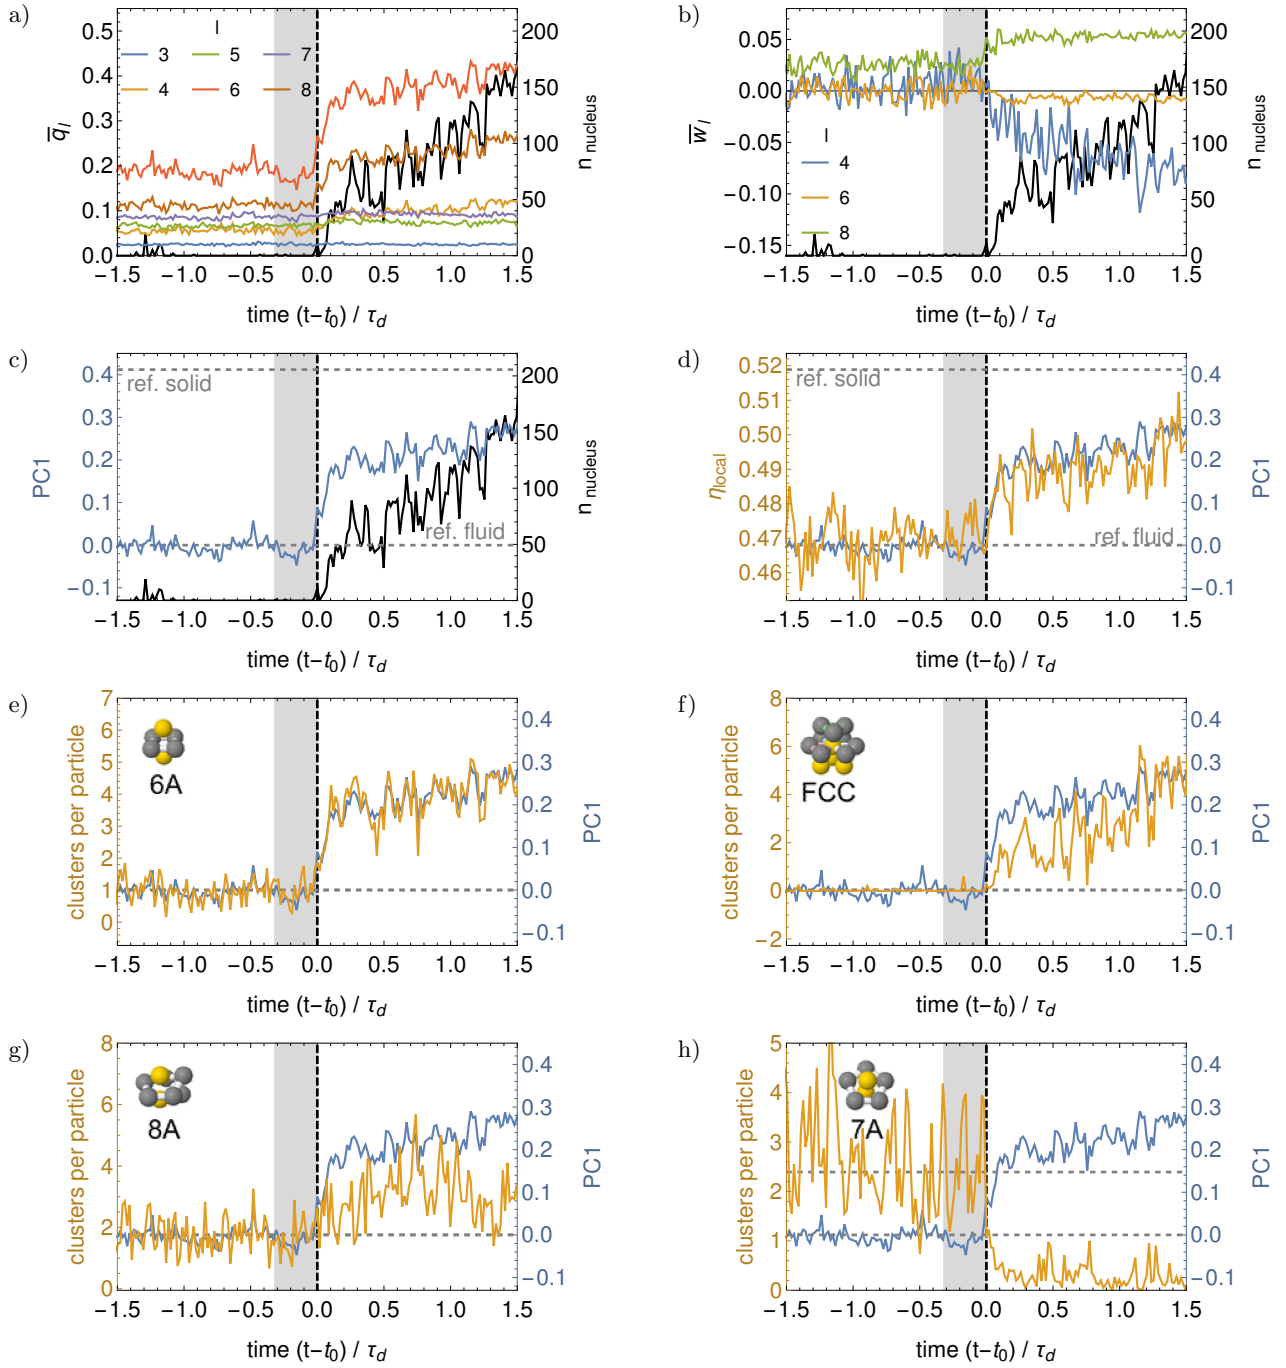 a)
0.5
0.4
0.3
0.2
0.1
0.0
q̅l
l
3 5 7
4 6 8
200
150
100
50
0
n nucleus
−1.5 −1.0 −0.5 0.0 0.5 1.0 1.5
time (t−t0) / τd
b)
0.05
0.00
−0.05
−0.10
−0.15
w̅l
l
4
6
8
200
150
100
50
0
n nucleus
−1.5 −1.0 −0.5 0.0 0.5 1.0 1.5
time (t−t0) / τd
c)
0.4
0.3
0.2
0.1
0.0
−0.1
PC1
ref. solid
ref. fluid
200
150
100
50
0
n nucleus
−1.5 −1.0 −0.5 0.0 0.5 1.0 1.5
time (t−t0) / τd
d)
0.52
0.51
0.50
0.49
0.48
0.47
0.46
ηlocal
ref. solid
ref. fluid
0.4
0.3
0.2
0.1
0.0
−0.1
PC1
−1.5 −1.0 −0.5 0.0 0.5 1.0 1.5
time (t−t0) / τd
e)
7
6
5
4
3
2
1
0
clusters per particle
6A
0.4
0.3
0.2
0.1
0.0
−0.1
PC1
−1.5 −1.0 −0.5 0.0 0.5 1.0 1.5
time (t−t0) / τd
f)
8
6
4
2
0
−2
clusters per particle
FCC
0.4
0.3
0.2
0.1
0.0
−0.1
PC1
−1.5 −1.0 −0.5 0.0 0.5 1.0 1.5
time (t−t0) / τd
g)
8
6
4
2
0
clusters per particle
8A
0.4
0.3
0.2
0.1
0.0
−0.1
PC1
−1.5 −1.0 −0.5 0.0 0.5 1.0 1.5
time (t−t0) / τd
h)
5
4
3
2
1
0
clusters per particle
7A
0.4
0.3
0.2
0.1
0.0
−0.1
PC1
−1.5 −1.0 −0.5 0.0 0.5 1.0 1.5
time (t−t0) / τd